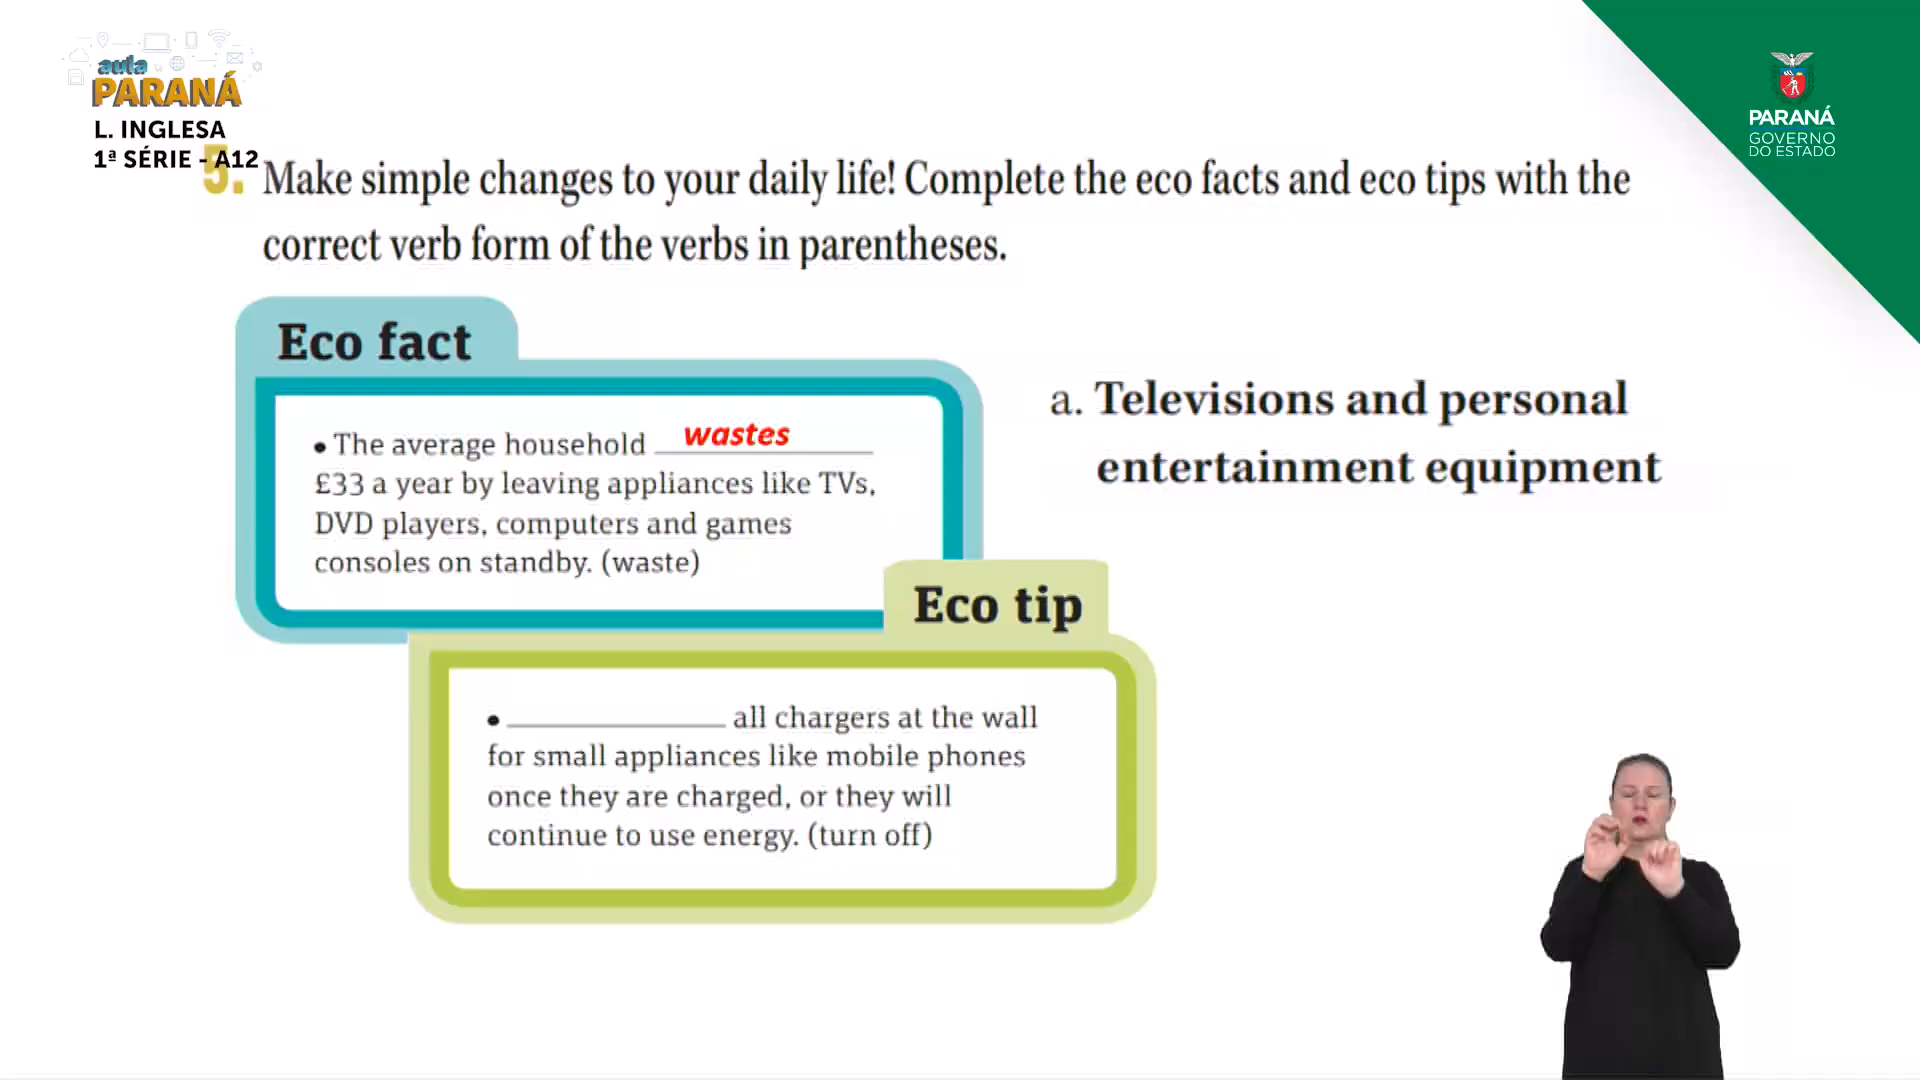 aula
PARANÁ
L. INGLESA
1ª SÉRIE - A12
PARANÁ
GOVERNO
DO ESTADO
5. Make simple changes to your daily life! Complete the eco facts and eco tips with the
correct verb form of the verbs in parentheses.
Eco fact
• The average household wastes
£33 a year by leaving appliances like TVs,
DVD players, computers and games
consoles on standby. (waste)
a. Televisions and personal
entertainment equipment
Eco tip
• ______________ all chargers at the wall
for small appliances like mobile phones
once they are charged, or they will
continue to use energy. (turn off)